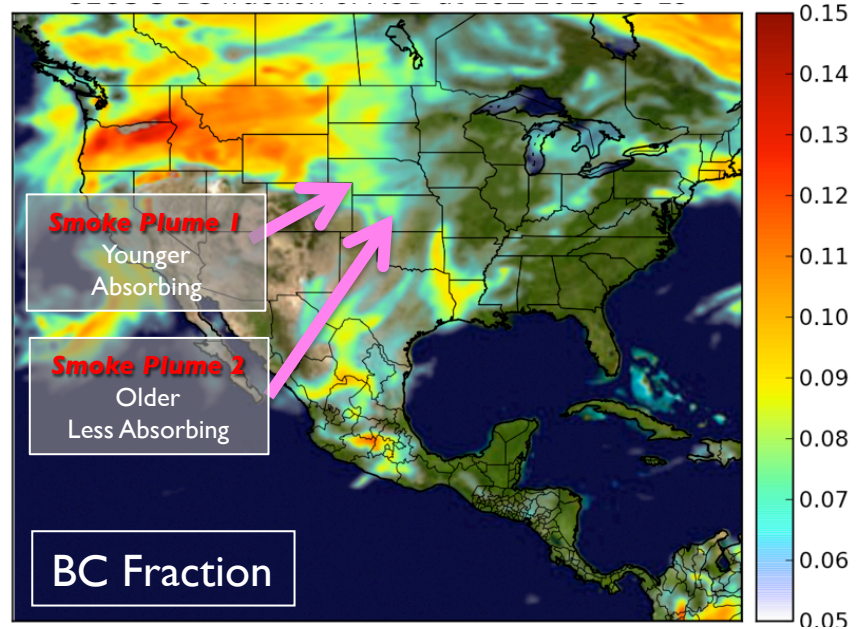 0.15
0.14
0.13
0.12
0.11
0.10
0.09
0.08
0.07
0.06
0.05
Smoke Plume 1
Younger
Absorbing
Smoke Plume 2
Older
Less Absorbing
BC Fraction